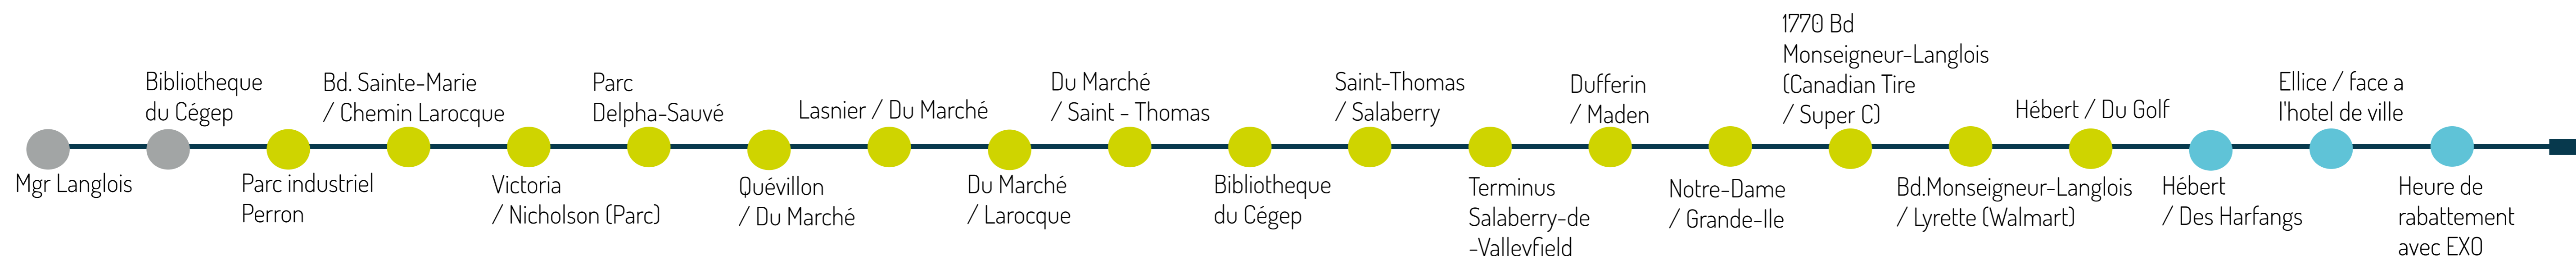 Mgr Langlois
Bibliotheque
du Cégep
Parc industriel
Perron
Bd. Sainte-Marie
/ Chemin Larocque
Victoria
/ Nicholson (Parc)
Parc
Delpha-Sauvé
Quévillon
/ Du Marché
Lasnier / Du Marché
Du Marché
/ Larocque
Du Marché
/ Saint - Thomas
Bibliotheque
du Cégep
Saint-Thomas
/ Salaberry
Terminus
Salaberry-de
-Valleyfield
Dufferin
/ Maden
Notre-Dame
/ Grande-Ile
1770 Bd
Monseigneur-Langlois
(Canadian Tire
/ Super C)
Bd.Monseigneur-Langlois
/ Lyrette (Walmart)
Hébert / Du Golf
Hébert
/ Des Harfangs
Ellice / face a
l'hotel de ville
Heure de
rabattement
avec EXO